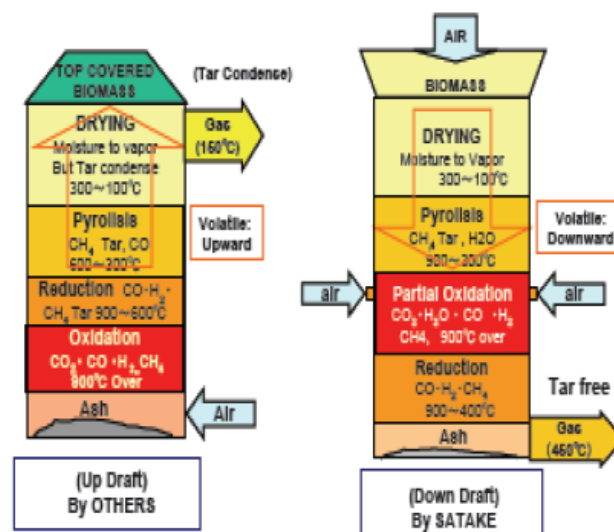 TOP COVERED
BIOMASS
(Tar Condense)
DRYING
Moisture to vapor
But Tar condense
300～100℃
Gas
(150℃)
Pyrolisis
CH₄ Tar, CO
600～300℃
Volatile:
Upward
Reduction CO·H₂·
CH₄ Tar 900～600℃
Oxidation
CO₂· CO ·H₂, CH₄
900℃ Over
Ash
Air
(Up Draft)
By OTHERS
AIR
BIOMASS
DRYING
Moisture to Vapor
300～100℃
Pyrolisis
CH₄ Tar , H2O
900～300℃
Volatile:
Downward
air
air
Partial Oxidation
CO₂·H₂O · CO ·H₂
CH4, 900℃ over
Reduction
CO·H₂·CH₄
900～400℃
Tar free
Ash
Gas
(450℃)
(Down Draft)
By SATAKE